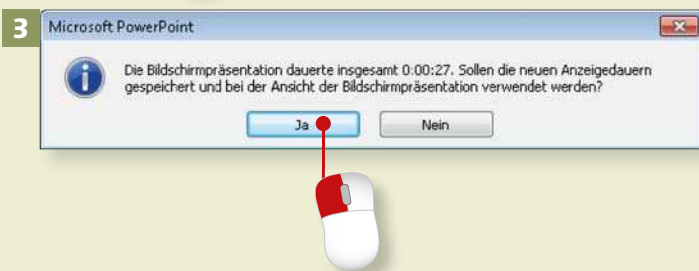 3
Microsoft PowerPoint
Die Bildschirmpräsentation dauerte insgesamt 0:00:27. Sollen die neuen Anzeigedauern
gespeichert und bei der Ansicht der Bildschirmpräsentation verwendet werden?
Ja Nein